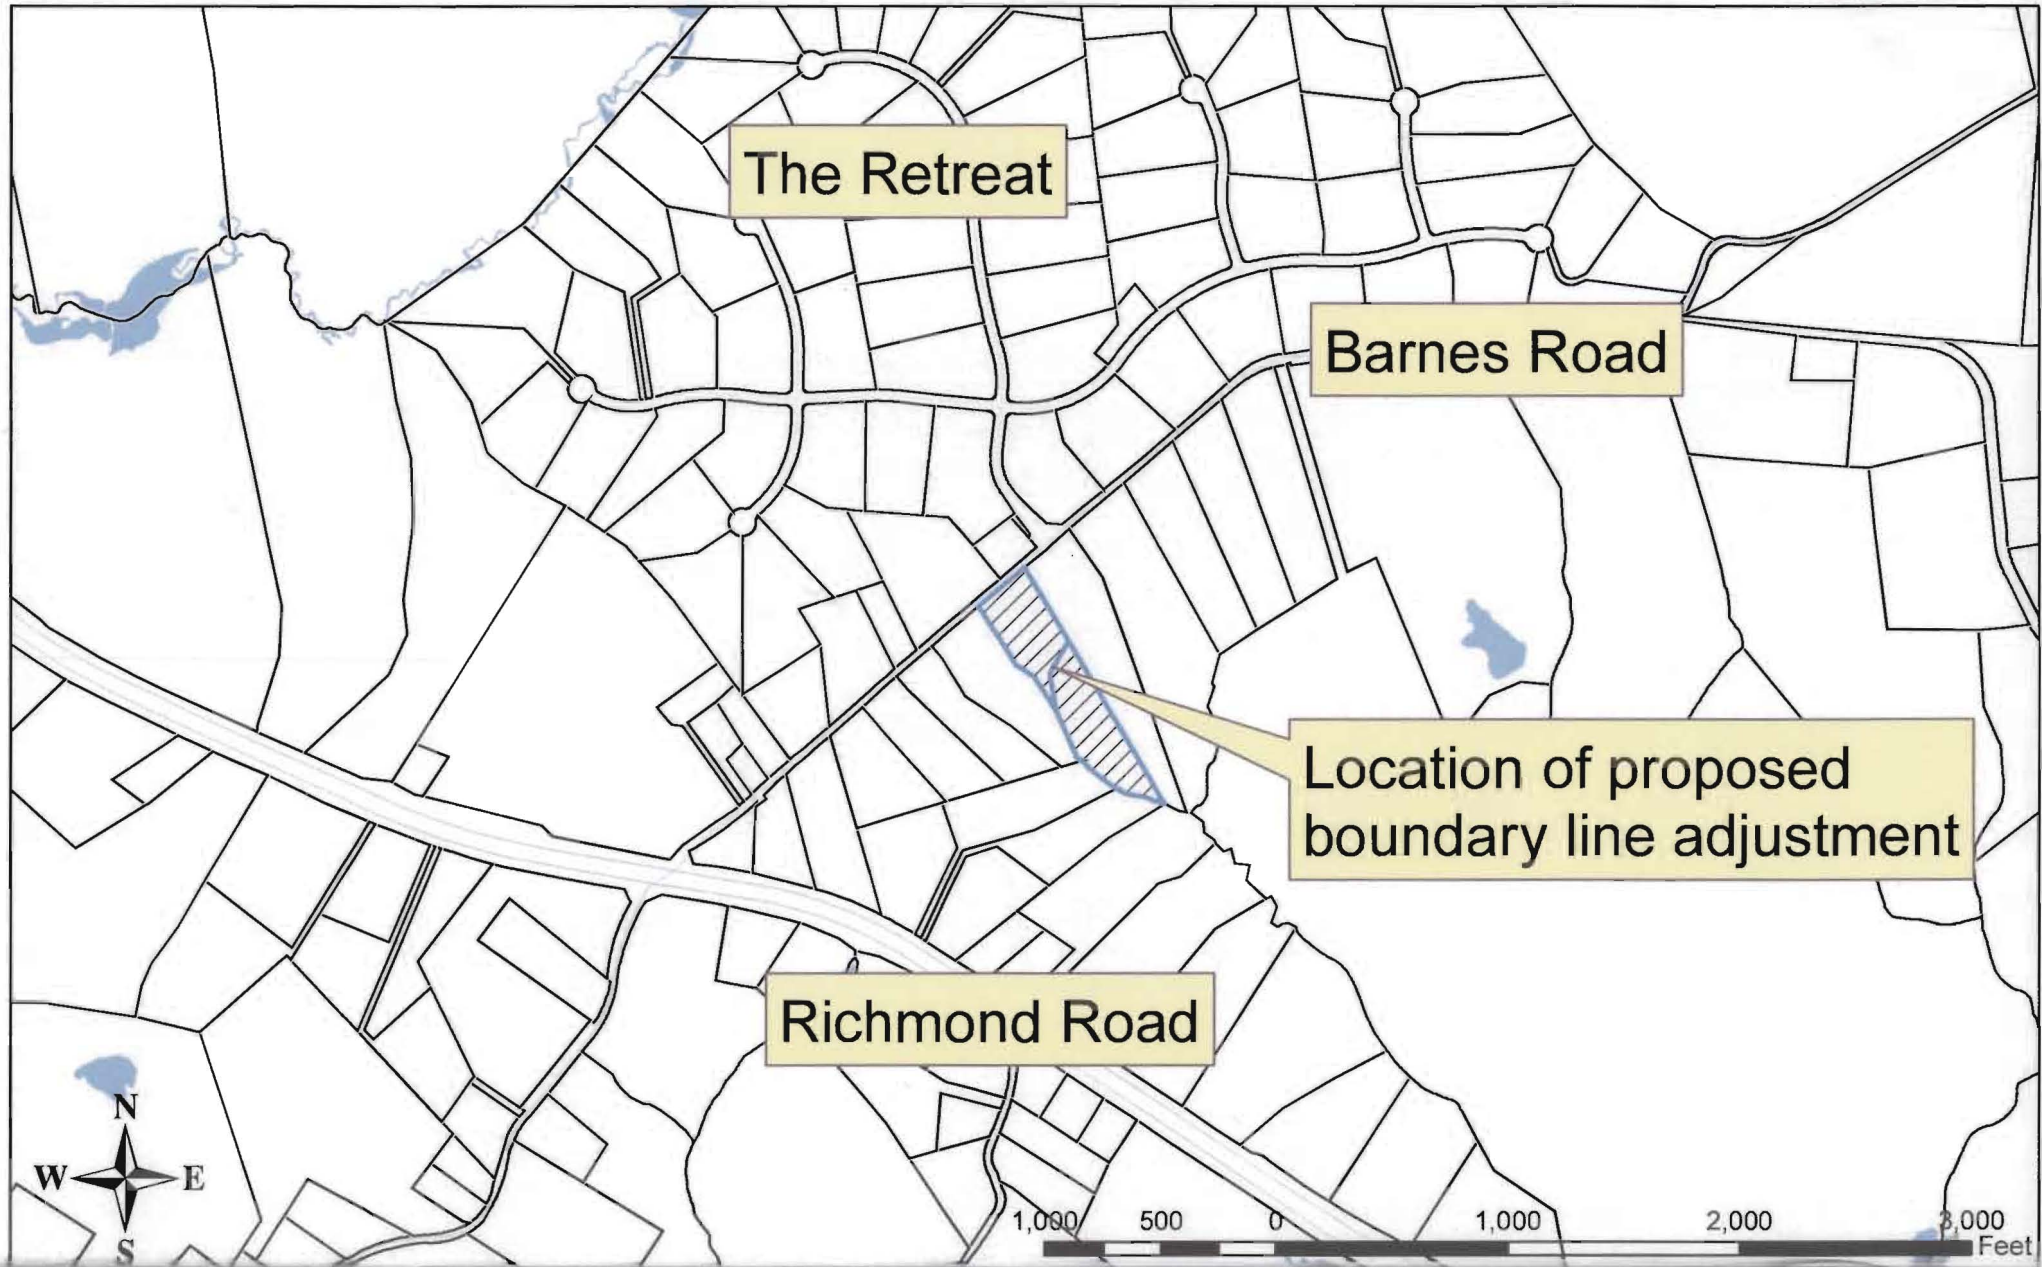 The Retreat
Barnes Road
Location of proposed
boundary line adjustment
Richmond Road
N
W E
S
1,000 500 0 1,000 2,000 3,000
Feet